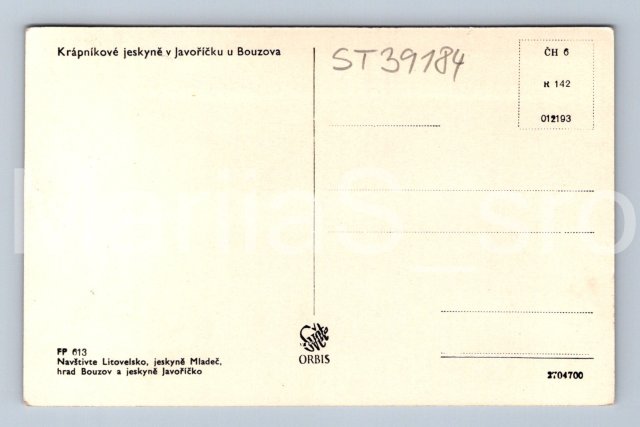 Krápníkové jeskyně v Javoříčku u Bouzova
ST39184
ČH 6
R 142
012193
MariiaS_sro
FP 613
Navštivte Litovelsko, jeskyně Mladeč,
hrad Bouzov a jeskyně Javoříčko
ORBIS
2704700